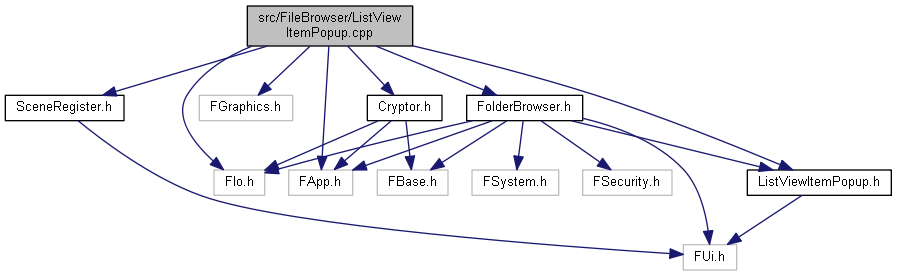 src/FileBrowser/ListView
ItemPopup.cpp
SceneRegister.h
FGraphics.h
Cryptor.h
FolderBrowser.h
FIo.h
FApp.h
FBase.h
FSystem.h
FSecurity.h
ListViewItemPopup.h
FUi.h